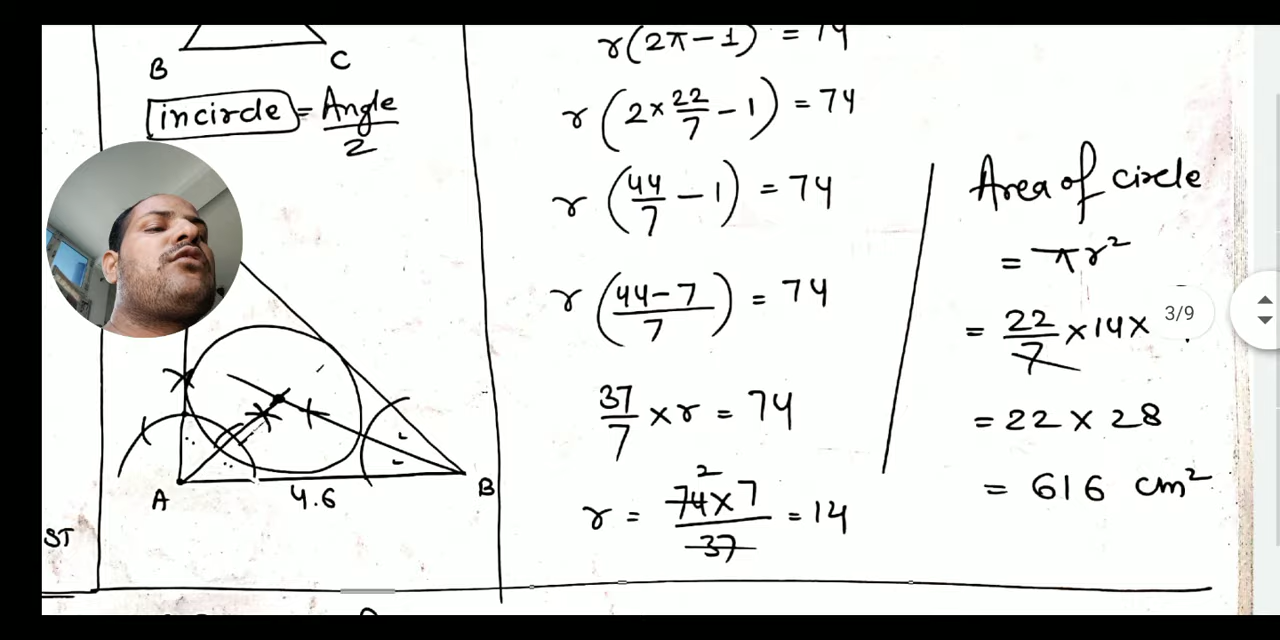 B
C
incircle = Angle/2
A
4.6
B
ST
r(2π-1) = 74
r(2×22/7-1) = 74
r(44/7-1) = 74
r(44-7/7) = 74
37/7 × r = 74
2
r = 74×7/37 = 14
Area of circle
= πr²
= 22/7 × 14 ×
3/9
= 22 × 28
= 616 cm²